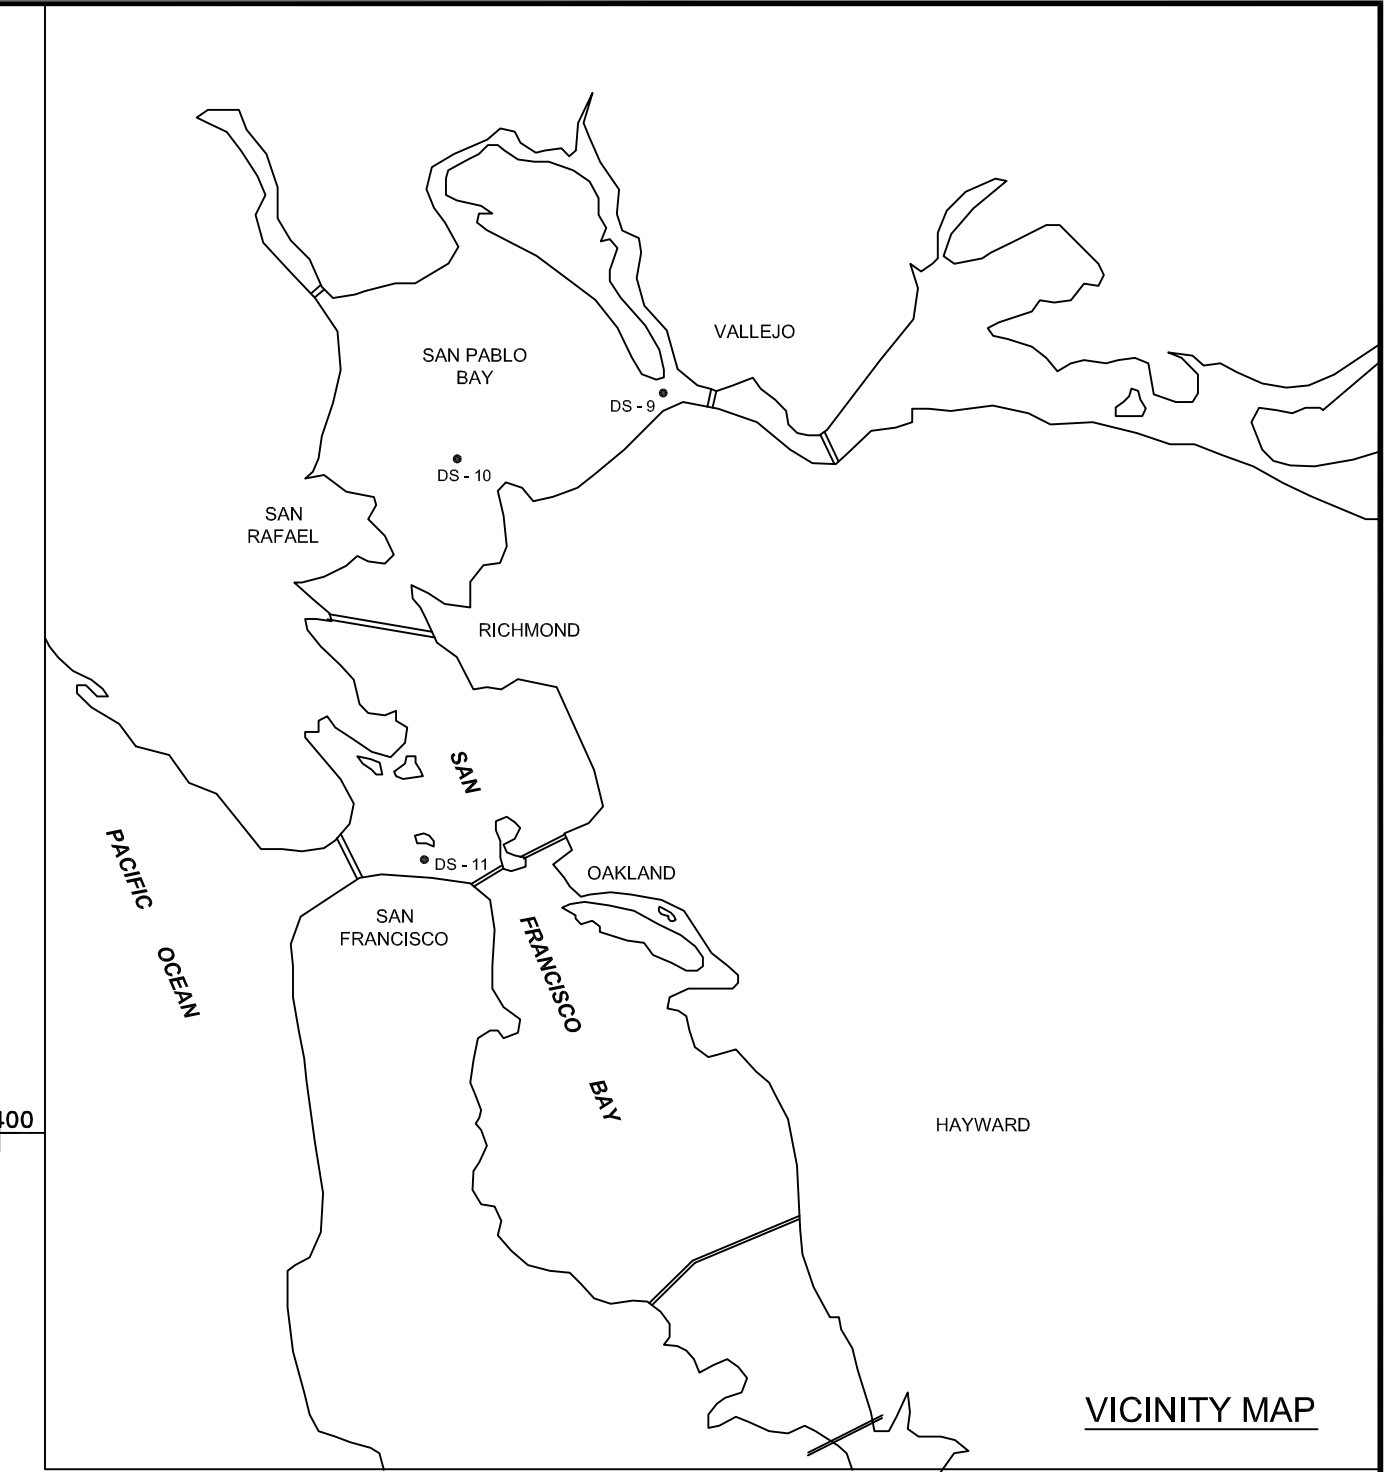 VALLEJO
SAN PABLO
BAY
DS - 9
DS - 10
SAN
RAFAEL
RICHMOND
SAN
FRANCISCO
BAY
PACIFIC
OCEAN
DS - 11
OAKLAND
SAN
FRANCISCO
HAYWARD
400
VICINITY MAP